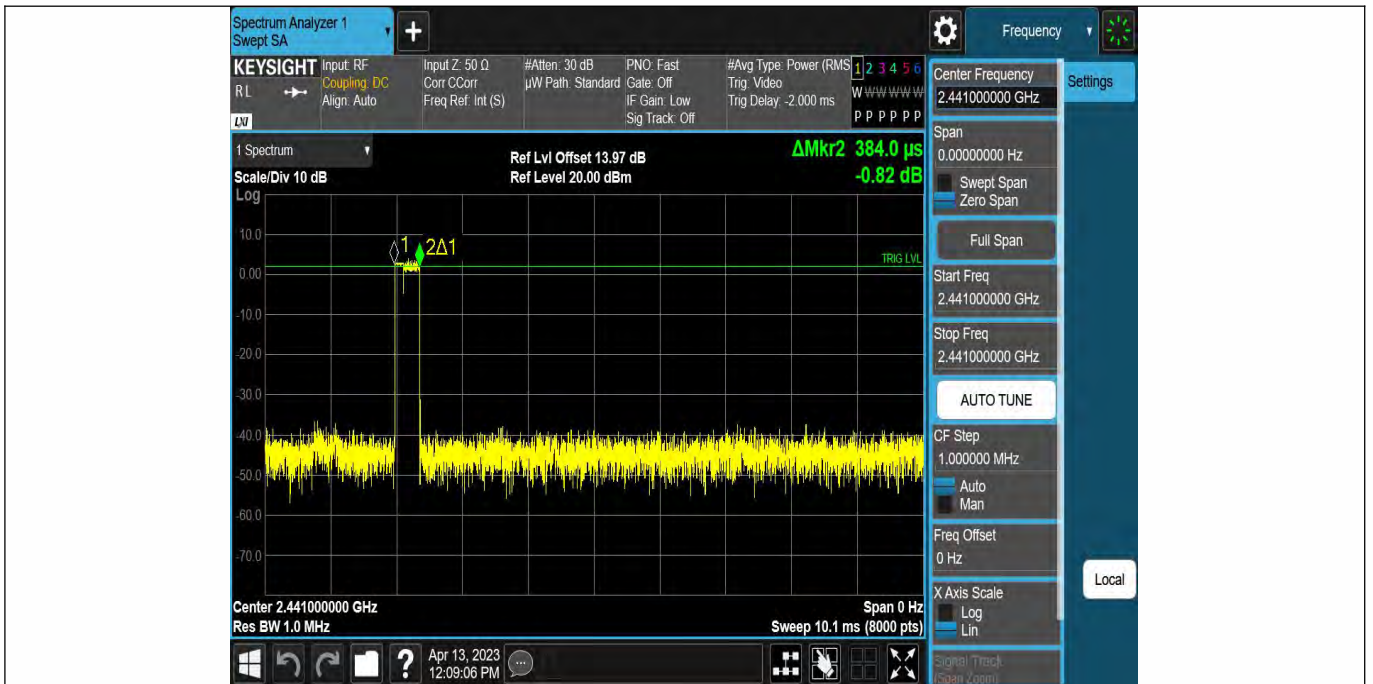 Spectrum Analyzer 1
Swept SA
+
Frequency
KEYSIGHT
RL
LXI
Input: RF
Coupling: DC
Align: Auto
Input Z: 50 Ω
Corr CCorr
Freq Ref: Int (S)
#Atten: 30 dB
µW Path: Standard
PNO: Fast
Gate: Off
IF Gain: Low
Sig Track: Off
#Avg Type: Power (RMS
Trig: Video
Trig Delay: -2.000 ms
1 2 3 4 5 6
W W W W W W
P P P P P P
1 Spectrum
Scale/Div 10 dB
Ref Lvl Offset 13.97 dB
Ref Level 20.00 dBm
ΔMkr2 384.0 µs
-0.82 dB
Log
10.0
0.00
-10.0
-20.0
-30.0
-40.0
-50.0
-60.0
-70.0
1
2Δ1
TRIG LVL
Center 2.441000000 GHz
Res BW 1.0 MHz
Span 0 Hz
Sweep 10.1 ms (8000 pts)
Center Frequency
2.441000000 GHz
Settings
Span
0.00000000 Hz
Swept Span
Zero Span
Full Span
Start Freq
2.441000000 GHz
Stop Freq
2.441000000 GHz
AUTO TUNE
CF Step
1.000000 MHz
Auto
Man
Freq Offset
0 Hz
X Axis Scale
Log
Lin
Signal Track
(Span Zoom)
Local
?
Apr 13, 2023
12:09:06 PM